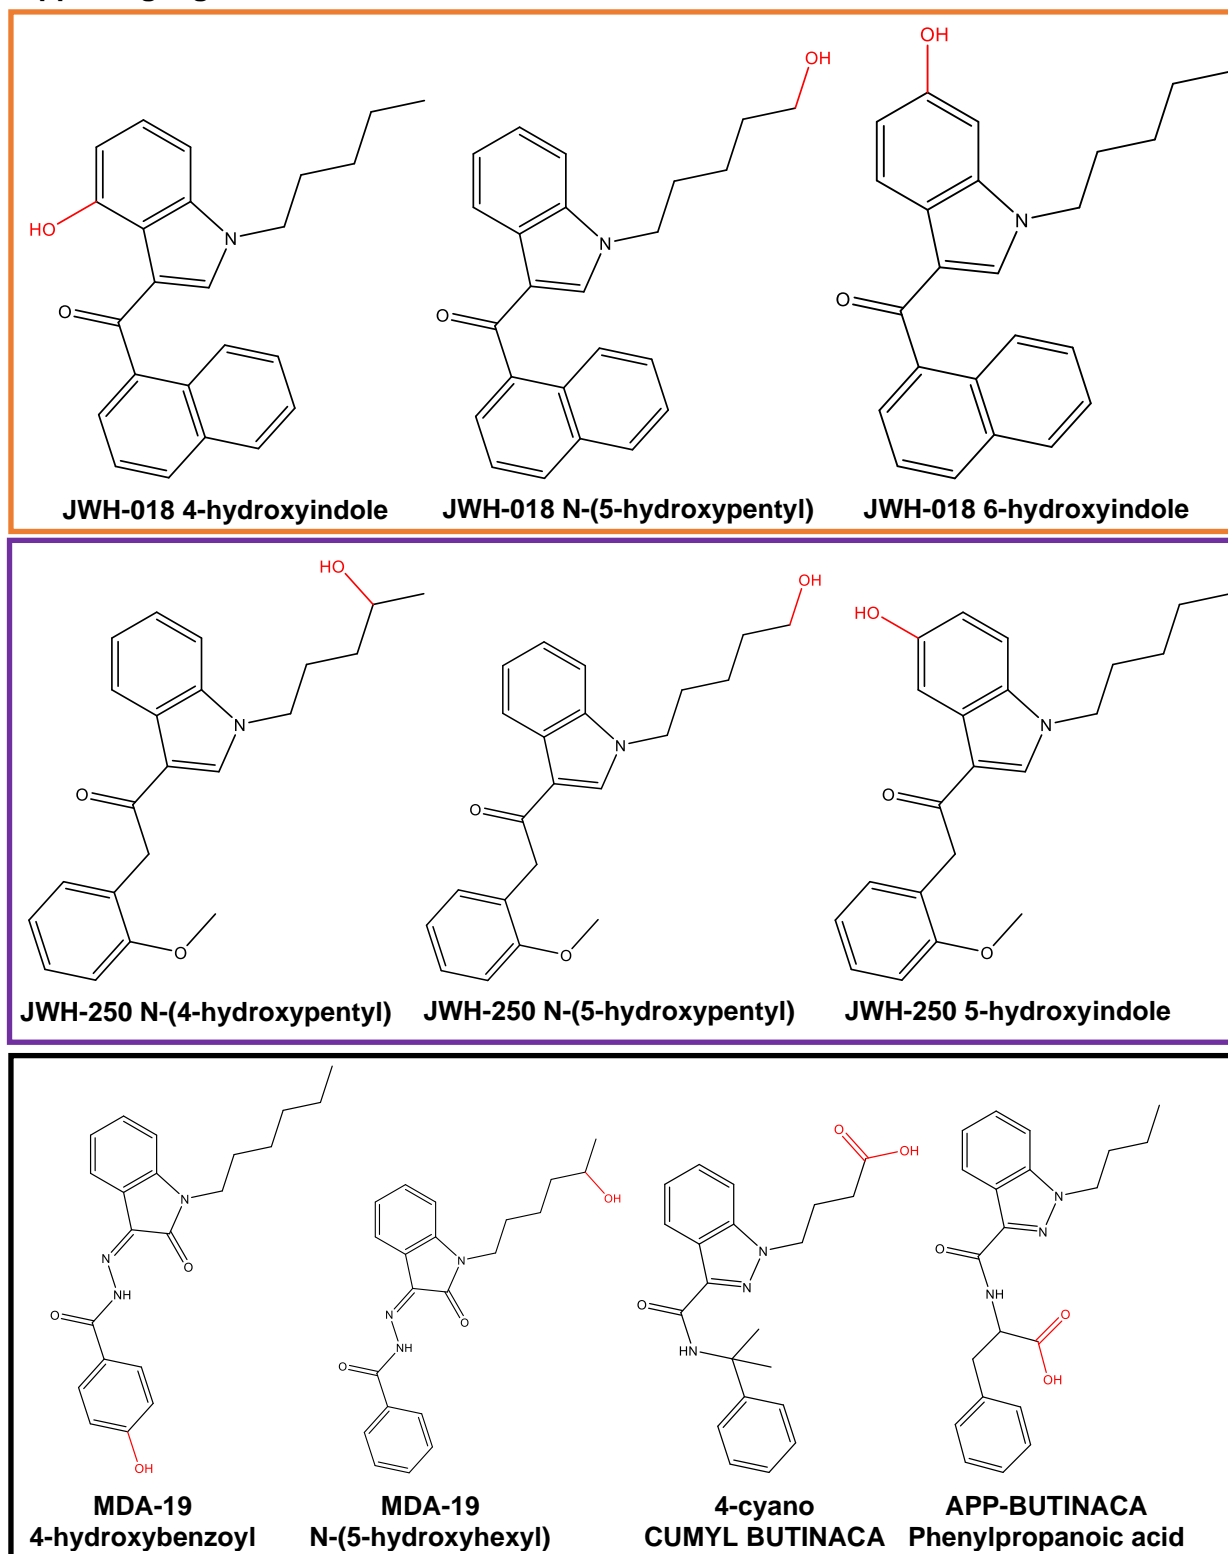 OH
HO
N
O
JWH-018 4-hydroxyindole
OH
N
O
JWH-018 N-(5-hydroxypentyl)
OH
N
O
JWH-018 6-hydroxyindole
HO
N
O
O
JWH-250 N-(4-hydroxypentyl)
OH
N
O
O
JWH-250 N-(5-hydroxypentyl)
HO
N
O
O
JWH-250 5-hydroxyindole
N
O
N
NH
O
OH
MDA-19
4-hydroxybenzoyl
OH
N
O
N
NH
O
MDA-19
N-(5-hydroxyhexyl)
O
OH
N
N
O
HN
4-cyano
CUMYL BUTINACA
N
N
O
NH
O
OH
APP-BUTINACA
Phenylpropanoic acid